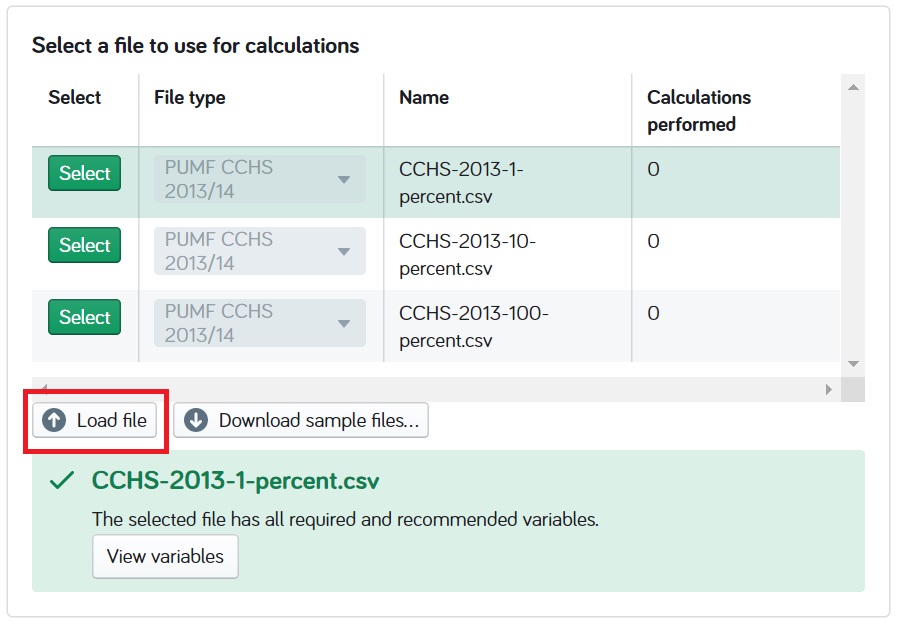 Select a file to use for calculations
Select
File type
Name
Calculations
performed
Select
PUMF CCHS
2013/14
CCHS-2013-1-
percent.csv
0
Select
PUMF CCHS
2013/14
CCHS-2013-10-
percent.csv
0
Select
PUMF CCHS
2013/14
CCHS-2013-100-
percent.csv
0
Load file
Download sample files...
CCHS-2013-1-percent.csv
The selected file has all required and recommended variables.
View variables